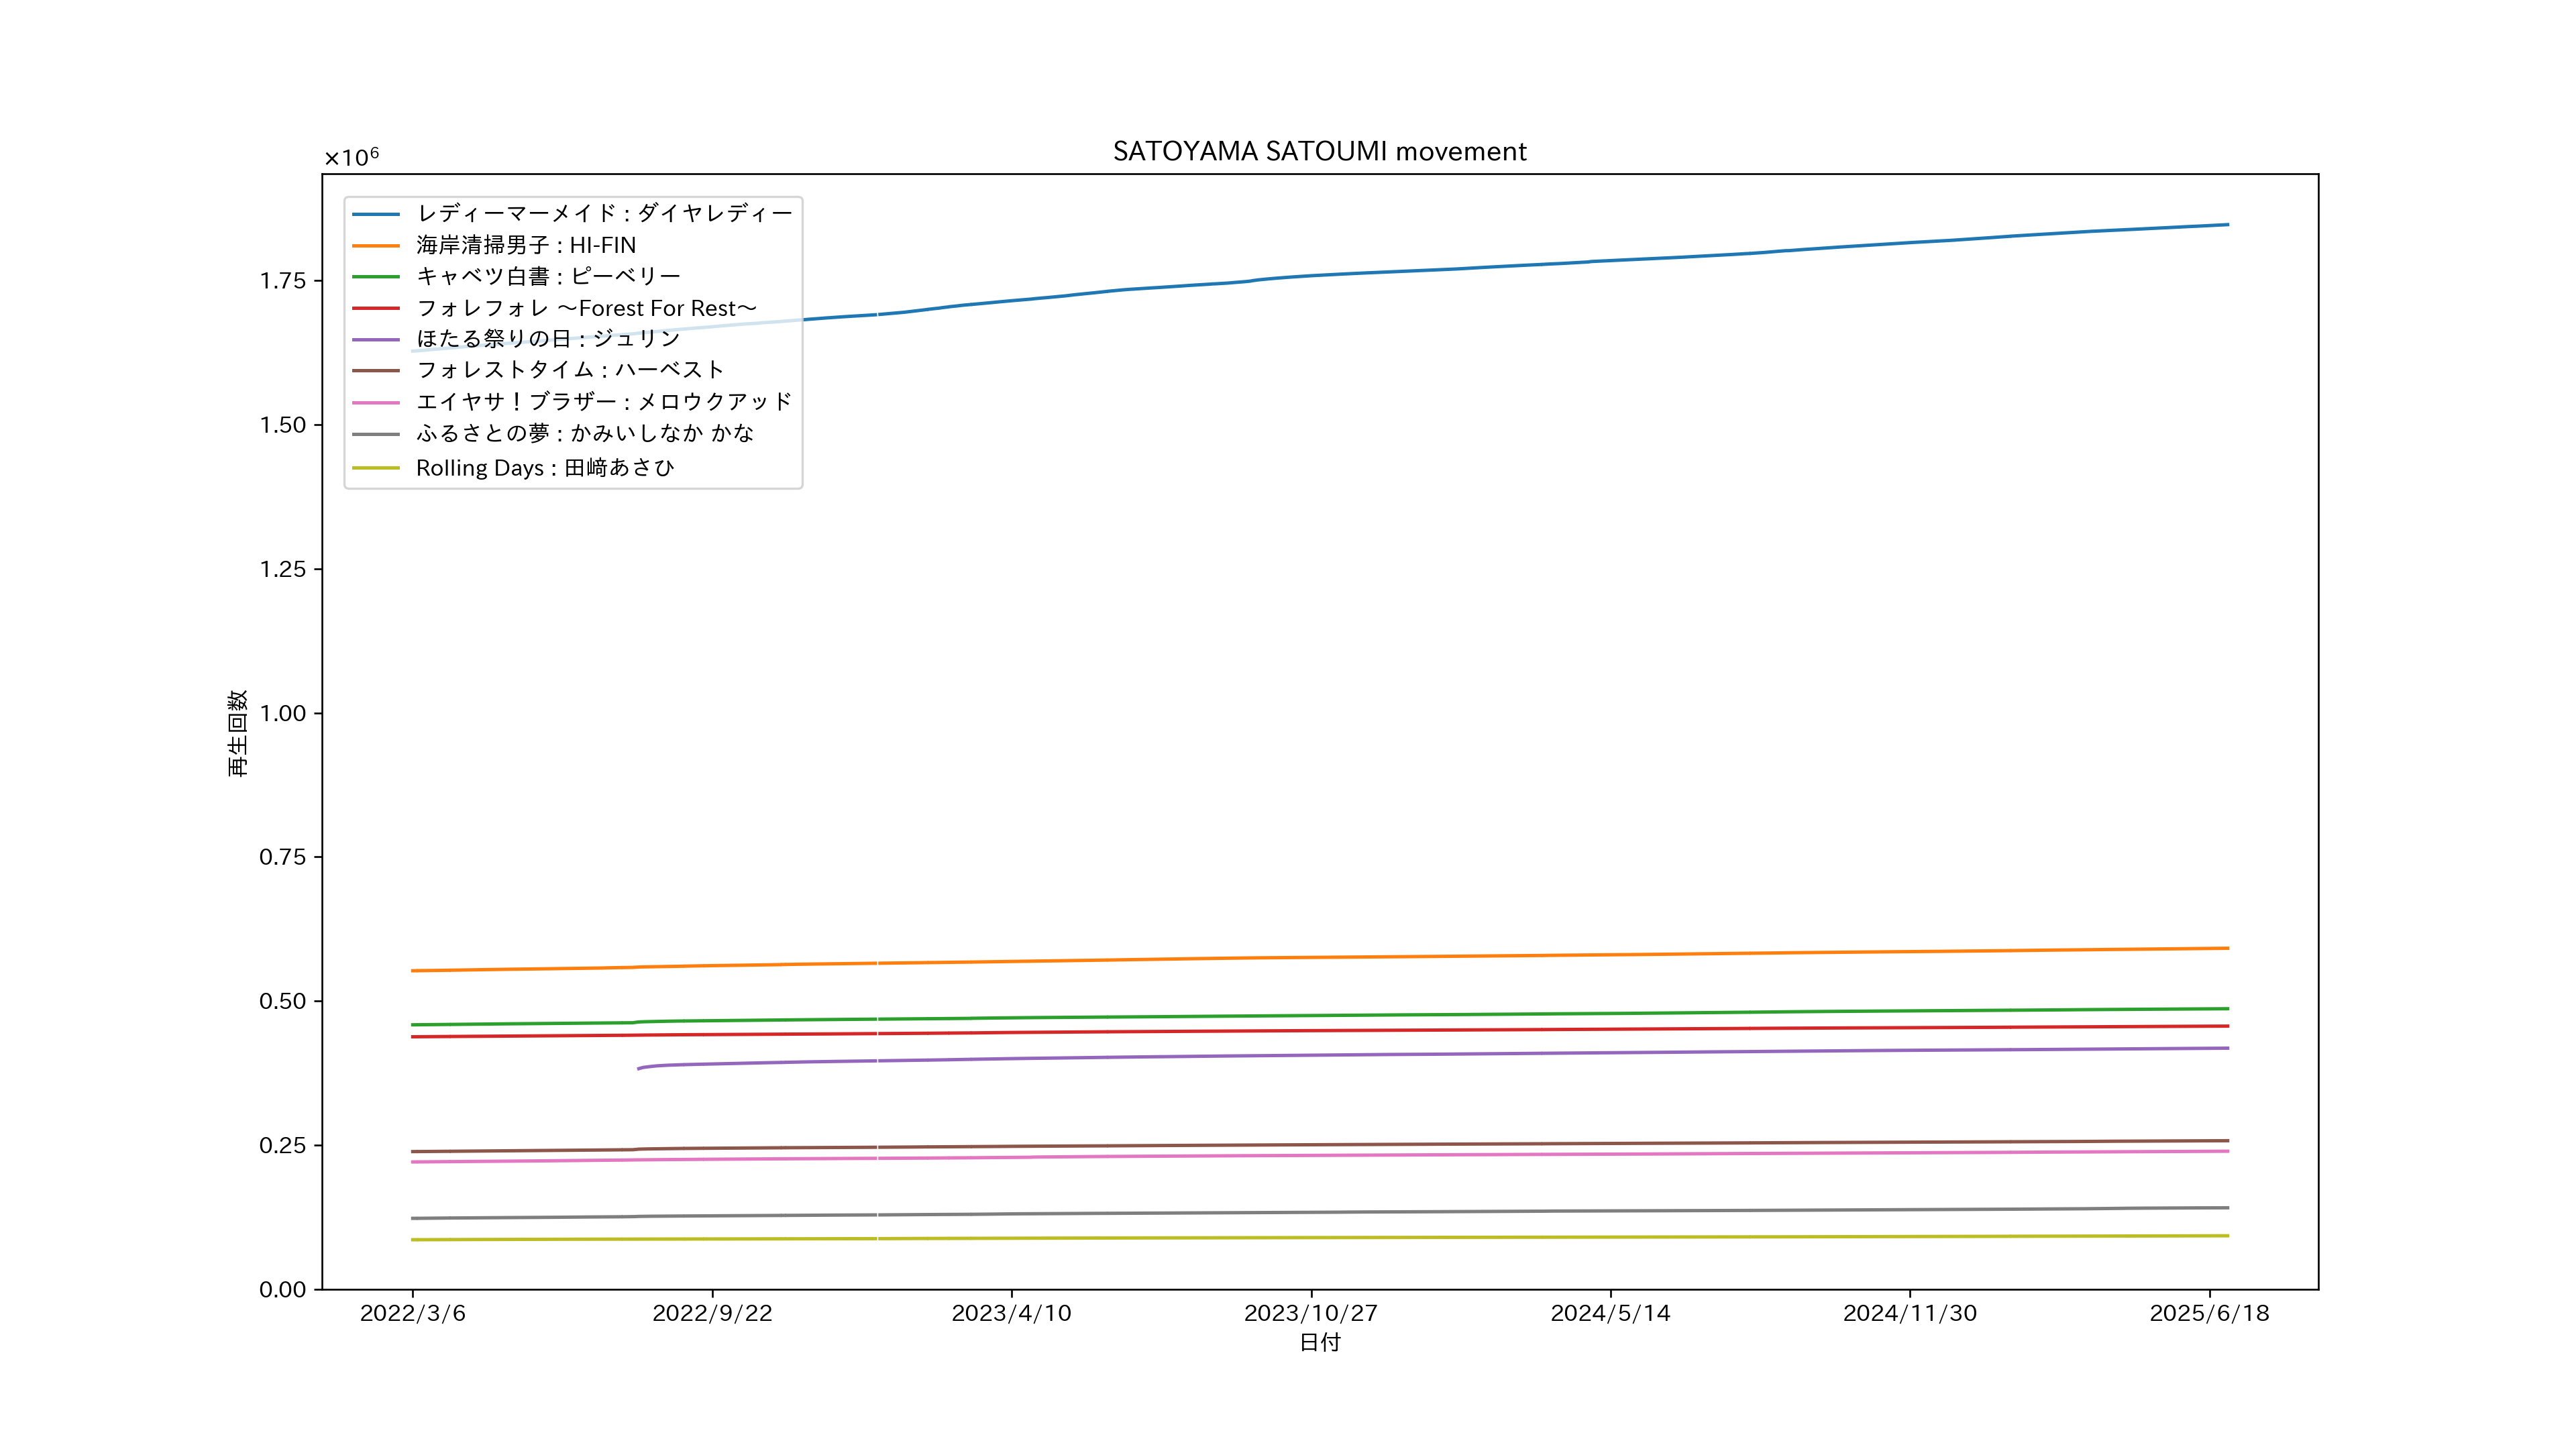 SATOYAMA SATOUMI movement
×10⁶
レディーマーメイド : ダイヤレディー
海岸清掃男子 : HI-FIN
キャベツ白書 : ピーベリー
フォレフォレ ～Forest For Rest～
ほたる祭りの日 : ジュリン
フォレストタイム : ハーベスト
エイヤサ！ブラザー : メロウクアッド
ふるさとの夢 : かみいしなか かな
Rolling Days : 田﨑あさひ
1.75
1.50
1.25
1.00
0.75
0.50
0.25
0.00
再生回数
2022/3/6 2022/9/22 2023/4/10 2023/10/27 2024/5/14 2024/11/30 2025/6/18
日付